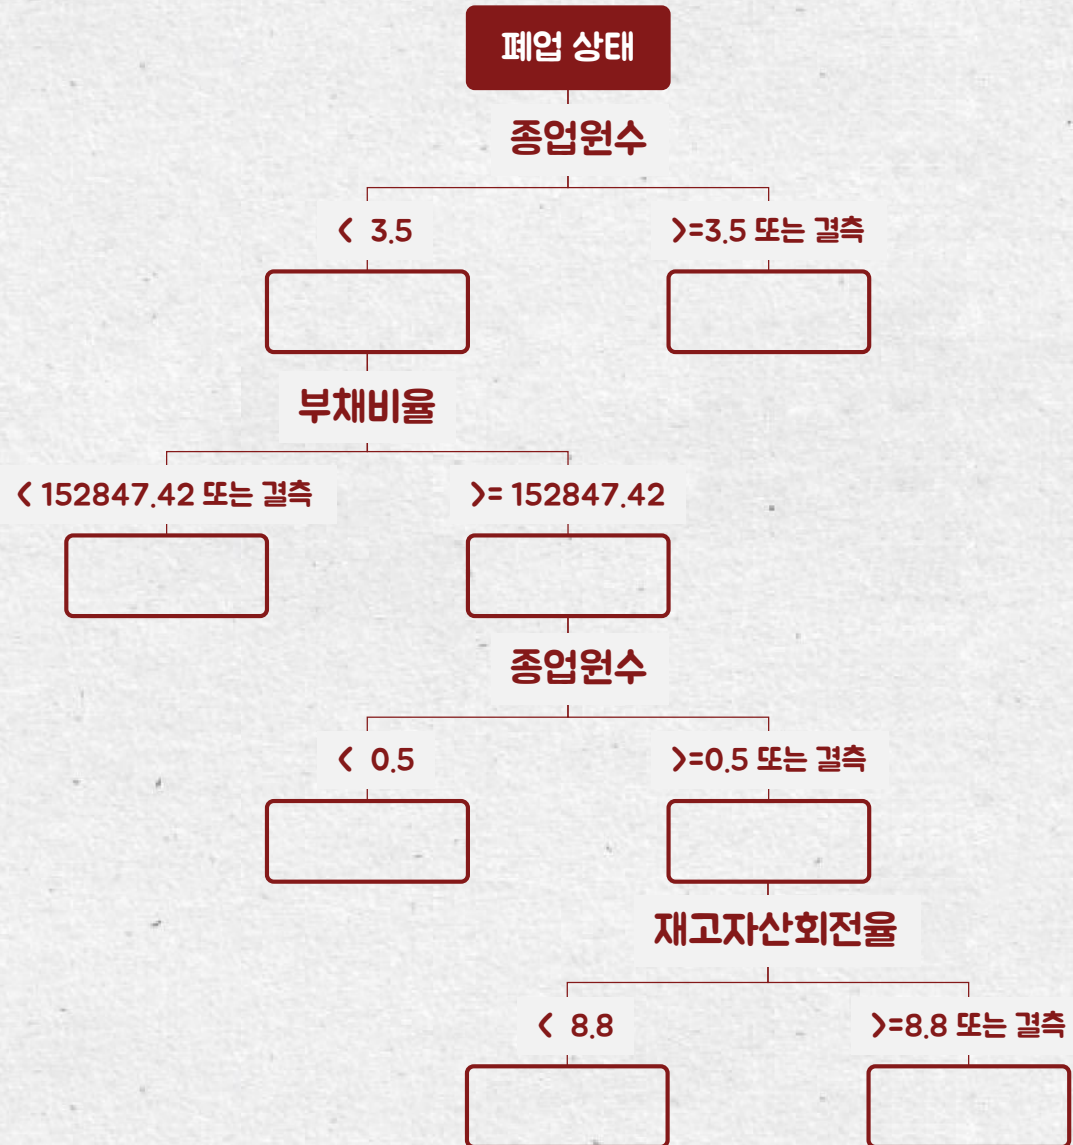 폐업 상태
종업원수
< 3.5
>=3.5 또는 결측
부채비율
< 152847.42 또는 결측
>= 152847.42
종업원수
< 0.5
>=0.5 또는 결측
재고자산회전율
< 8.8
>=8.8 또는 결측